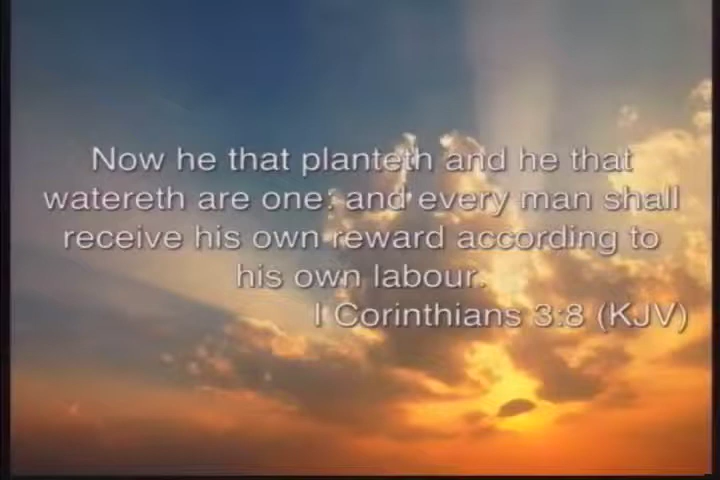 Now he that planteth and he that
watereth are one: and every man shall
receive his own reward according to
his own labour.
I Corinthians 3:8 (KJV)